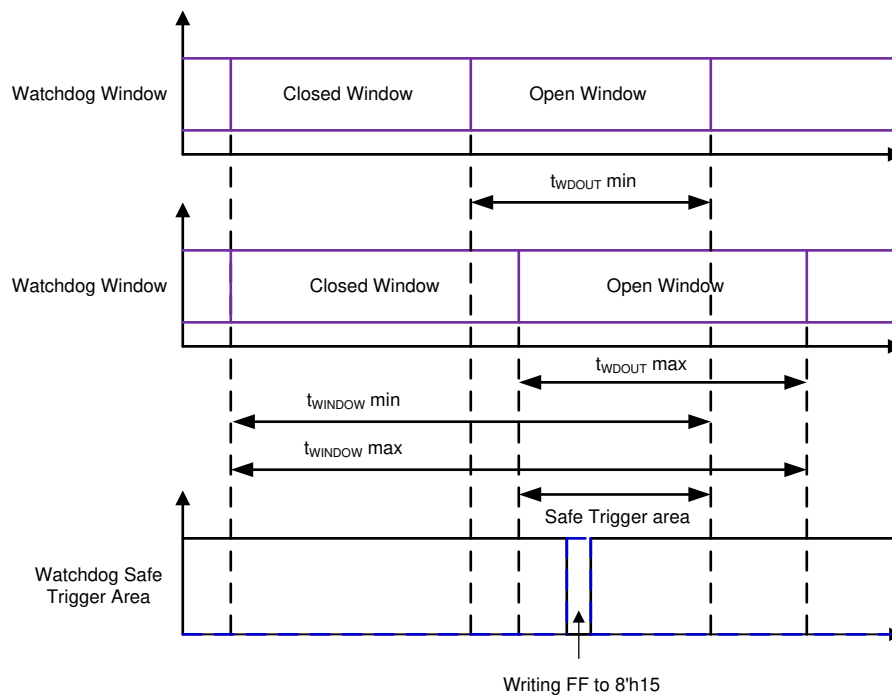 Watchdog Window
Closed Window
Open Window
tWDOUT min
Watchdog Window
Closed Window
Open Window
tWDOUT max
tWINDOW min
tWINDOW max
Safe Trigger area
Watchdog Safe
Trigger Area
Writing FF to 8'h15